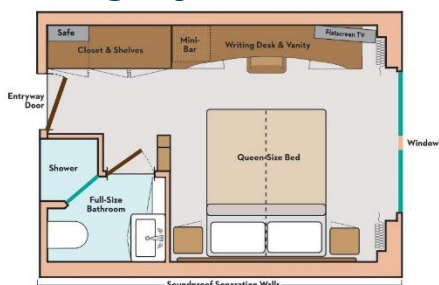 Safe
Closet & Shelves
Mini-
Bar
Writing Desk & Vanity
Flatscreen TV
Entryway
Door
Shower
Queen-Size Bed
Window
Full-Size
Bathroom
Soundproof Separation Walls